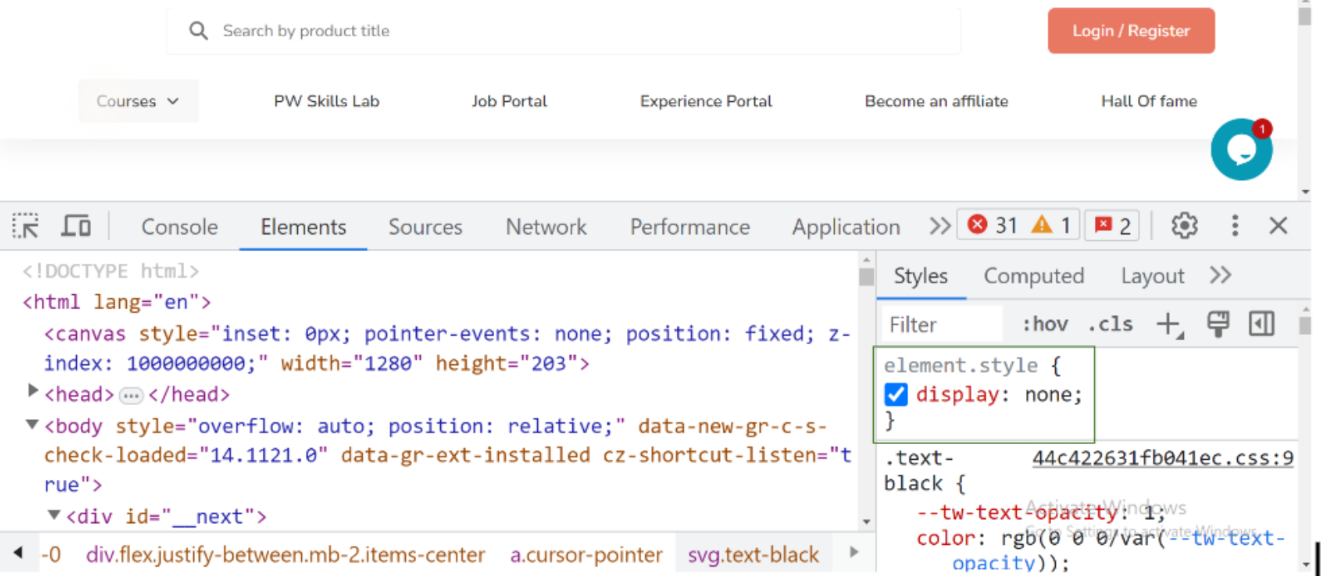 Search by product title
Login / Register
Courses
PW Skills Lab
Job Portal
Experience Portal
Become an affiliate
Hall Of fame
1
Console
Elements
Sources
Network
Performance
Application
31
1
2
<!DOCTYPE html>
<html lang="en">
<canvas style="inset: 0px; pointer-events: none; position: fixed; z-
index: 1000000000;" width="1280" height="203">
<head> … </head>
<body style="overflow: auto; position: relative;" data-new-gr-c-s-
check-loaded="14.1121.0" data-gr-ext-installed cz-shortcut-listen="t
rue">
<div id="__next">
-0
div.flex.justify-between.mb-2.items-center
a.cursor-pointer
svg.text-black
Styles
Computed
Layout
Filter
:hov
.cls
element.style {
display: none;
}
.text-
44c422631fb041ec.css:9
black {
--tw-text-opacity: 1;
color: rgb(0 0 0/var(--tw-text-
opacity));
Activate Windows
Go to Settings to activate Windows.